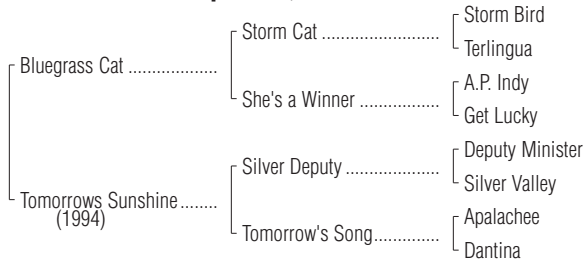 Storm Bird
Storm Cat ........................
Terlingua
Bluegrass Cat ..................
A.P. Indy
She's a Winner ................
Get Lucky
Deputy Minister
Silver Deputy ...................
Silver Valley
Tomorrows Sunshine ........
(1994)
Apalachee
Tomorrow's Song.............
Dantina